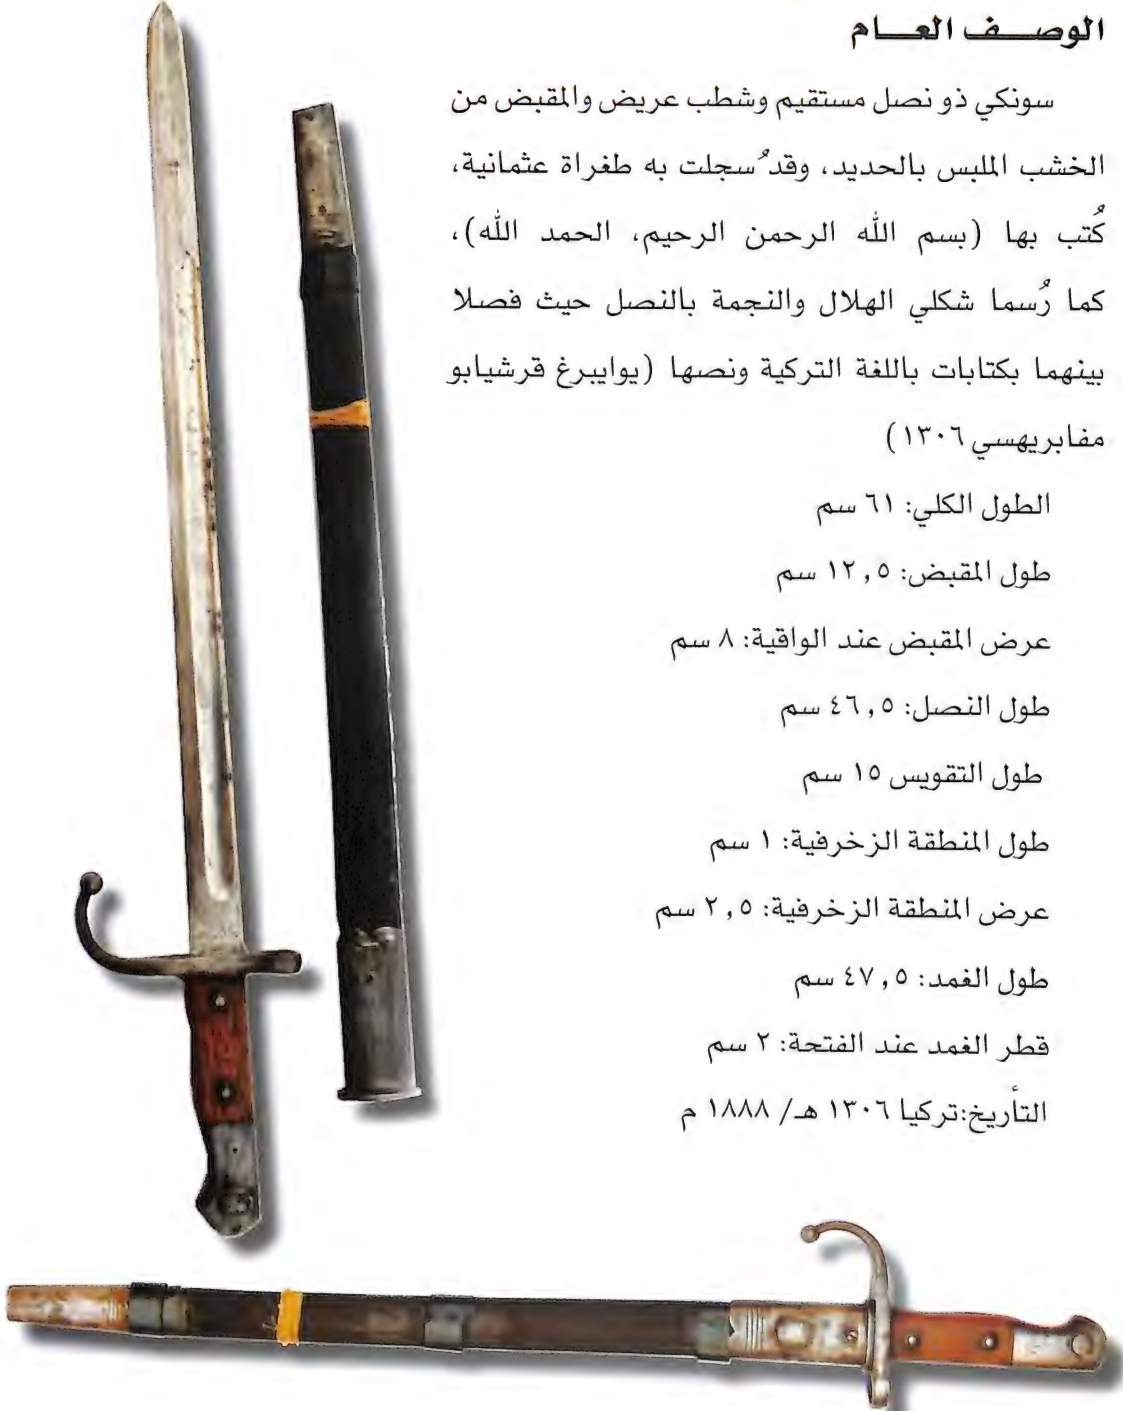 الوصف العام
سونكي ذو نصل مستقيم وشطب عريض والمقبض من
الخشب الملبس بالحديد، وقد ُسجلت به طغراة عثمانية،
كُتب بها (بسم الله الرحمن الرحيم، الحمد الله)،
كما رُسما شكلي الهلال والنجمة بالنصل حيث فصلا
بينهما بكتابات باللغة التركية ونصها (يوايبرغ قرشيابو
مفابريهسي ١٣٠٦)
الطول الكلي: ٦١ سم
طول المقبض: ١٢,٥ سم
عرض المقبض عند الواقية: ٨ سم
طول النصل: ٤٦,٥ سم
طول التقويس ١٥ سم
طول المنطقة الزخرفية: ١ سم
عرض المنطقة الزخرفية: ٢,٥ سم
طول الغمد: ٤٧,٥ سم
قطر الغمد عند الفتحة: ٢ سم
التأريخ:تركيا ١٣٠٦ هـ/ ١٨٨٨ م